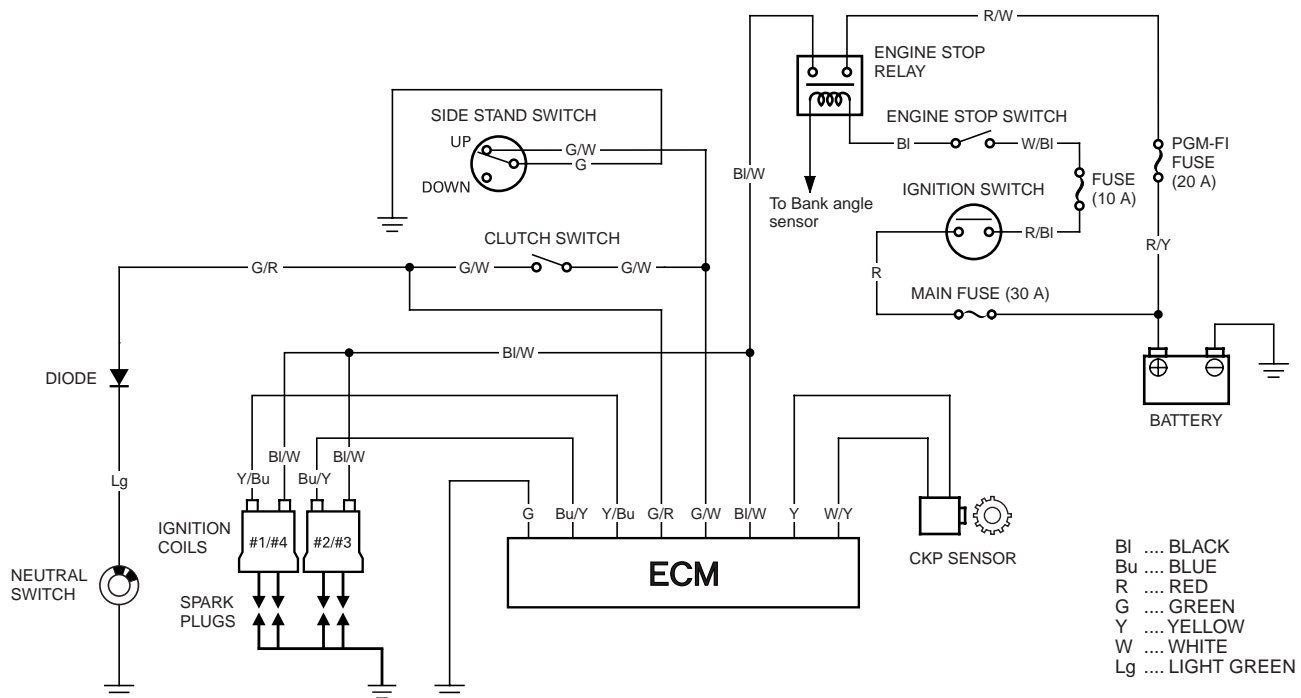 R/W
ENGINE STOP
RELAY
SIDE STAND SWITCH
UP
G/W
G
DOWN
ENGINE STOP SWITCH
Bl
W/Bl
PGM-FI
FUSE
(20 A)
Bl/W
To Bank angle
sensor
IGNITION SWITCH
FUSE
(10 A)
R/Bl
R/Y
R
MAIN FUSE (30 A)
CLUTCH SWITCH
G/R
G/W
G/W
Bl/W
DIODE
BATTERY
Bl/W
Bl/W
Y/Bu
Bu/Y
Lg
G
Bu/Y
Y/Bu
G/R
G/W
Bl/W
Y
W/Y
IGNITION
COILS
#1/#4
#2/#3
ECM
CKP SENSOR
NEUTRAL
SWITCH
SPARK
PLUGS
Bl .... BLACK
Bu .... BLUE
R .... RED
G .... GREEN
Y .... YELLOW
W .... WHITE
Lg .... LIGHT GREEN